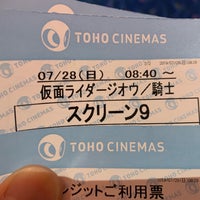 TOHO CINEMAS
07/28(日) 08:40～
仮面ライダージオウ／騎士
スクリーン9
TOHO CINEMAS
レジットご利用票